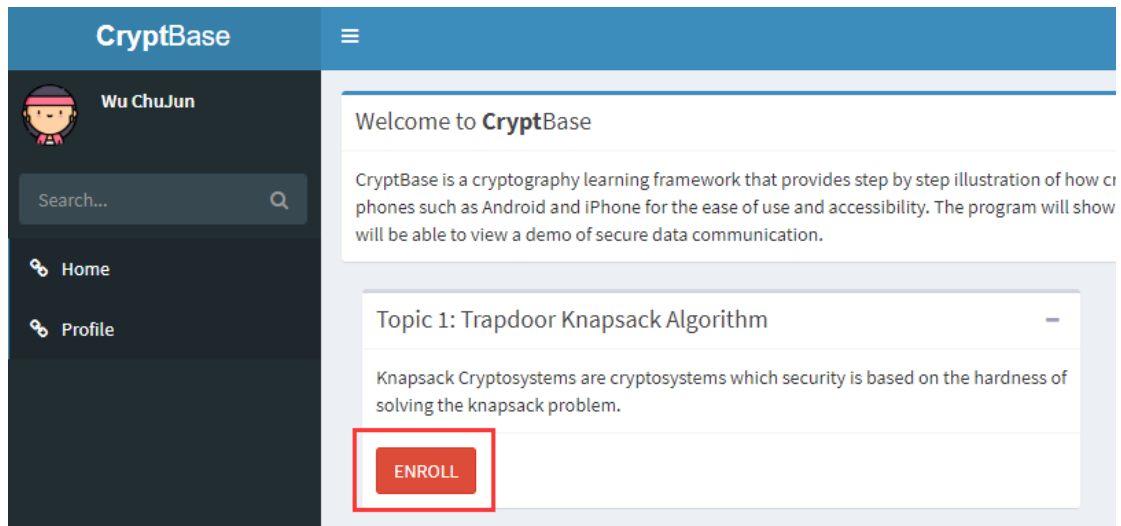 CryptBase
Wu ChuJun
Search...
Home
Profile
Welcome to CryptBase
CryptBase is a cryptography learning framework that provides step by step illustration of how
phones such as Android and iPhone for the ease of use and accessibility. The program will show
will be able to view a demo of secure data communication.
Topic 1: Trapdoor Knapsack Algorithm
Knapsack Cryptosystems are cryptosystems which security is based on the hardness of
solving the knapsack problem.
ENROLL